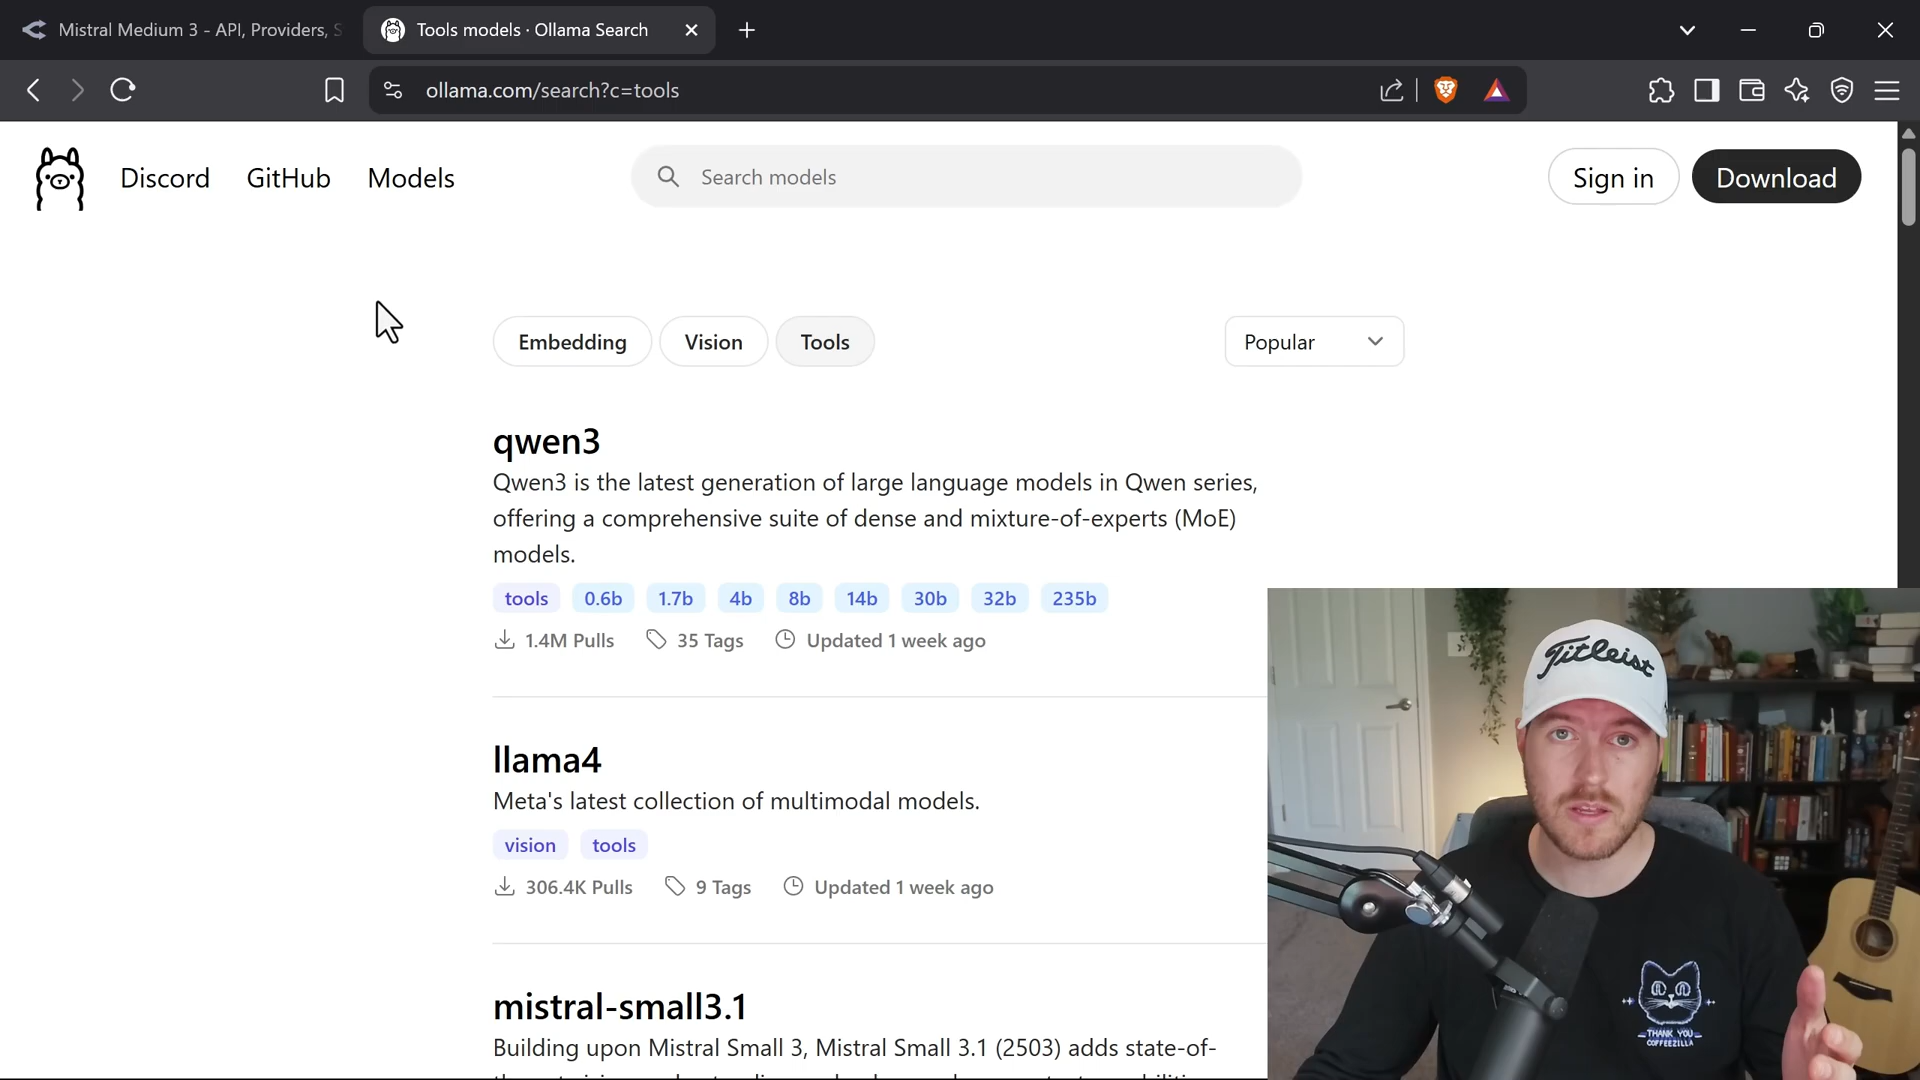 Mistral Medium 3 - API, Providers, S
Tools models · Ollama Search
ollama.com/search?c=tools
Discord
GitHub
Models
Search models
Sign in
Download
Embedding
Vision
Tools
Popular
qwen3
Qwen3 is the latest generation of large language models in Qwen series,
offering a comprehensive suite of dense and mixture-of-experts (MoE)
models.
tools 0.6b 1.7b 4b 8b 14b 30b 32b 235b
1.4M Pulls 35 Tags Updated 1 week ago
llama4
Meta's latest collection of multimodal models.
vision tools
306.4K Pulls 9 Tags Updated 1 week ago
mistral-small3.1
Building upon Mistral Small 3, Mistral Small 3.1 (2503) adds state-of-
Titleist
THANK YOU
COFFEEZILLA